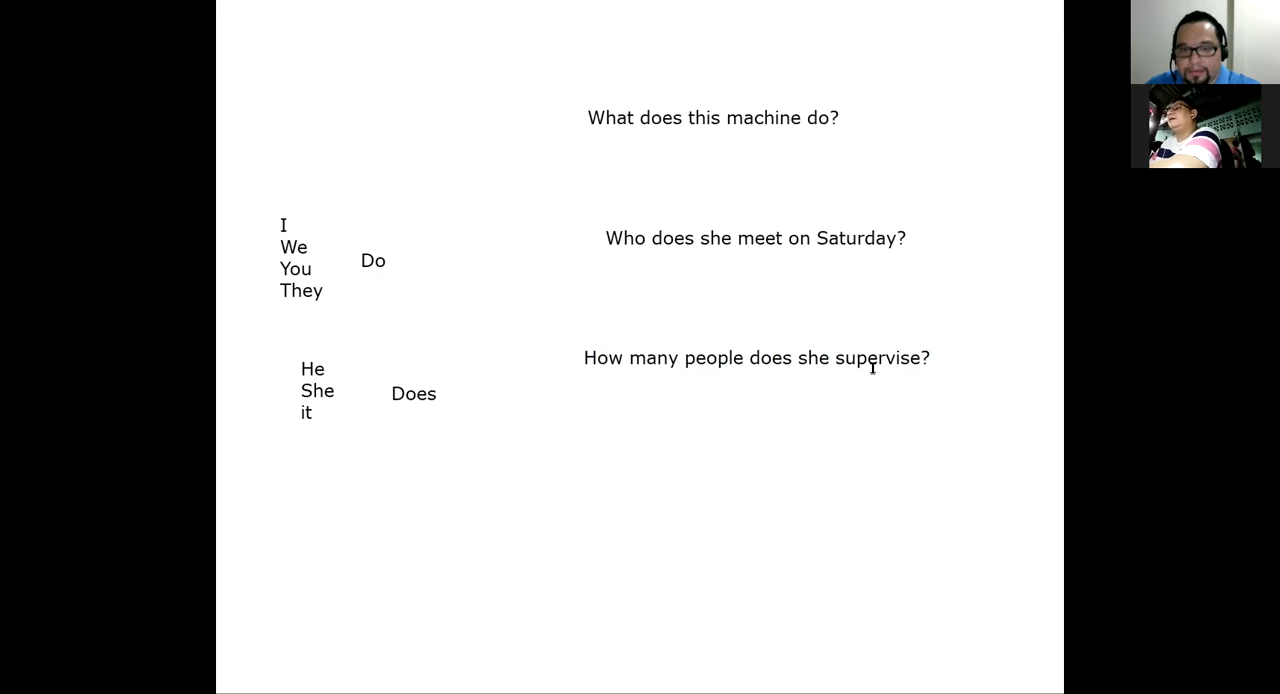 What does this machine do?
Who does she meet on Saturday?
How many people does she supervise?
I
We
You
They
Do
He
She
it
Does